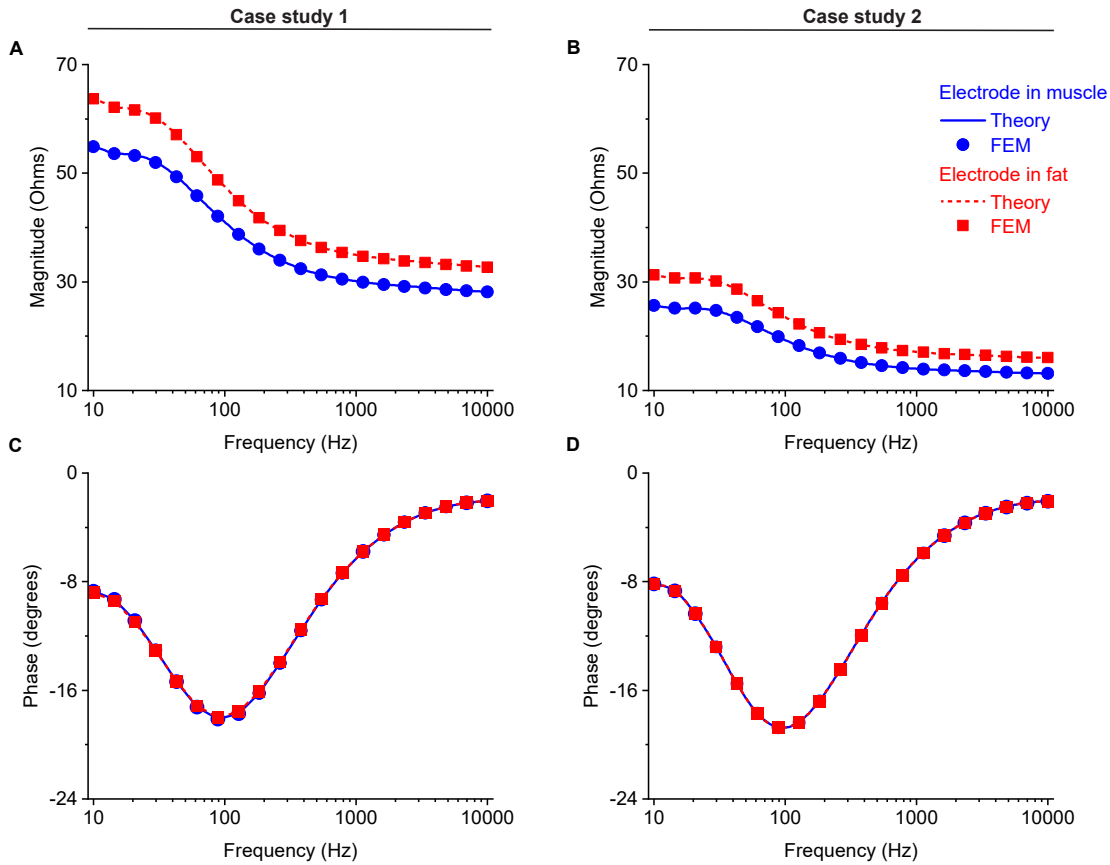 Case study 1
Case study 2
A
B
70
50
30
10
Magnitude (Ohms)
10
100
1000
10000
Frequency (Hz)
70
50
30
10
Magnitude (Ohms)
10
100
1000
10000
Frequency (Hz)
Electrode in muscle
Theory
FEM
Electrode in fat
Theory
FEM
C
D
0
-8
-16
-24
Phase (degrees)
10
100
1000
10000
Frequency (Hz)
0
-8
-16
-24
Phase (degrees)
10
100
1000
10000
Frequency (Hz)